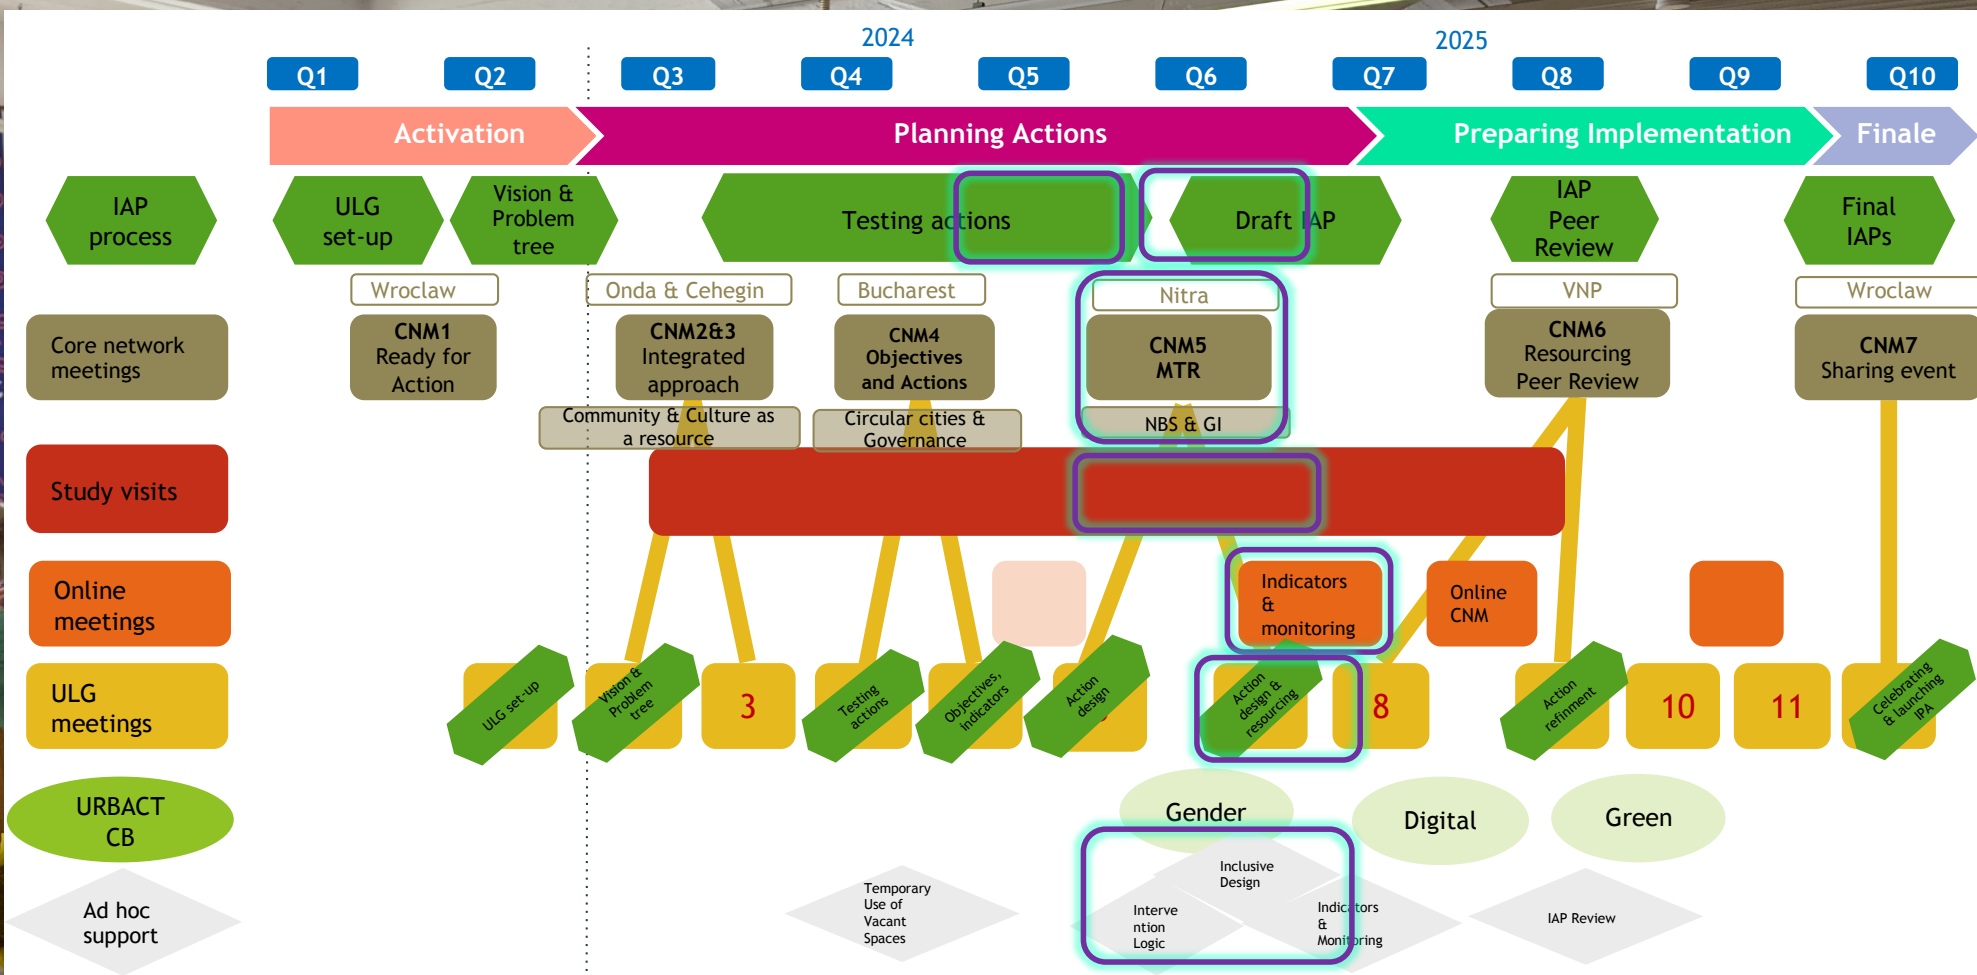 2024
2025
Q1
Q2
Q3
Q4
Q5
Q6
Q7
Q8
Q9
Q10
Activation
Planning Actions
Preparing Implementation
Finale
IAP
process
ULG
set-up
Vision &
Problem
tree
Testing actions
Draft IAP
IAP
Peer
Review
Final
IAPs
Wroclaw
Onda & Cehegin
Bucharest
Nitra
VNP
Wroclaw
Core network
meetings
CNM1
Ready for
Action
CNM2&3
Integrated
approach
CNM4
Objectives
and Actions
CNM5
MTR
CNM6
Resourcing
Peer Review
CNM7
Sharing event
Community & Culture as
a resource
Circular cities &
Governance
NBS & GI
Study visits
Online
meetings
Indicators
&
monitoring
Online
CNM
ULG
meetings
ULG set-up
Vision &
Problem
tree
3
Testing
actions
Objectives,
indicators
Action
design
Action
design &
resourcing
8
Action
refinment
10
11
Celebrating
& launching
IPA
URBACT
CB
Gender
Digital
Green
Ad hoc
support
Temporary
Use of
Vacant
Spaces
Interve
ntion
Logic
Inclusive
Design
Indicators
&
Monitoring
IAP Review